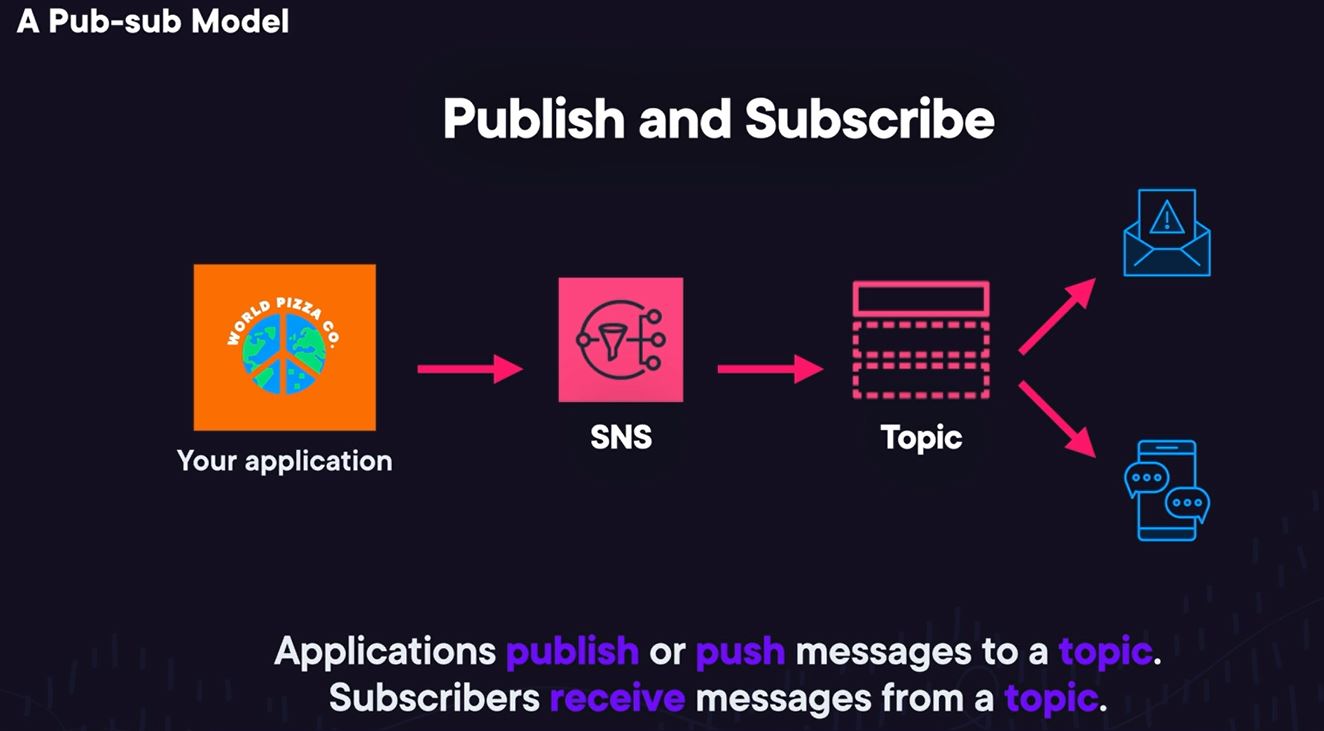 A Pub-sub Model
Publish and Subscribe
WORLD PIZZA CO.
Your application
SNS
Topic
Applications publish or push messages to a topic.
Subscribers receive messages from a topic.